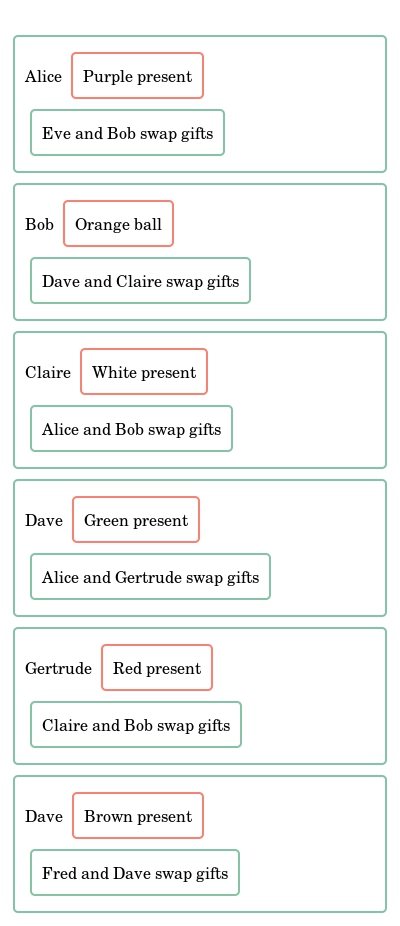 Alice Purple present
Eve and Bob swap gifts
Bob Orange ball
Dave and Claire swap gifts
Claire White present
Alice and Bob swap gifts
Dave Green present
Alice and Gertrude swap gifts
Gertrude Red present
Claire and Bob swap gifts
Dave Brown present
Fred and Dave swap gifts